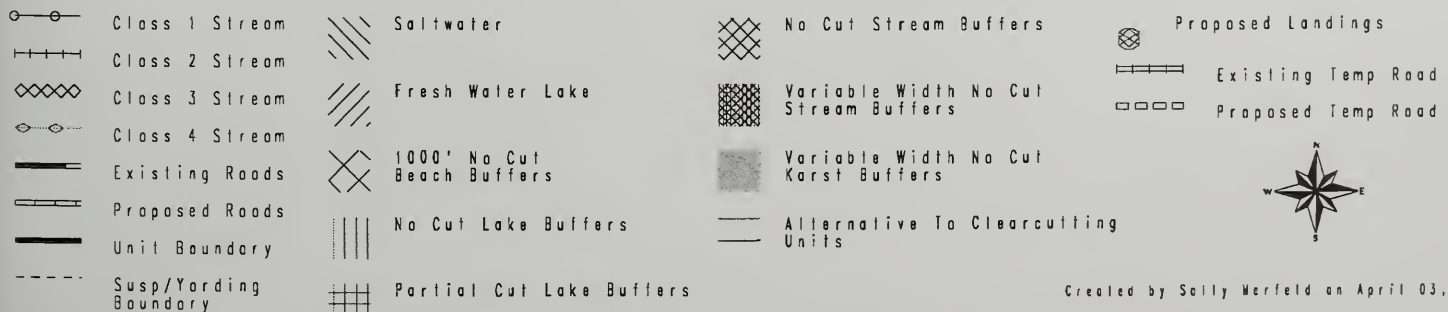 Class 1 Stream
Class 2 Stream
Class 3 Stream
Class 4 Stream
Existing Roads
Proposed Roads
Unit Boundary
Susp/Yarding
Boundary
Saltwater
Fresh Water Lake
1000' No Cut
Beach Buffers
No Cut Lake Buffers
Partial Cut Lake Buffers
No Cut Stream Buffers
Variable Width No Cut
Stream Buffers
Variable Width No Cut
Karst Buffers
Alternative To Clearcutting
Units
Proposed Landings
Existing Temp Road
Proposed Temp Road
N
W E
S
Created by Sally Werfeld on April 03,